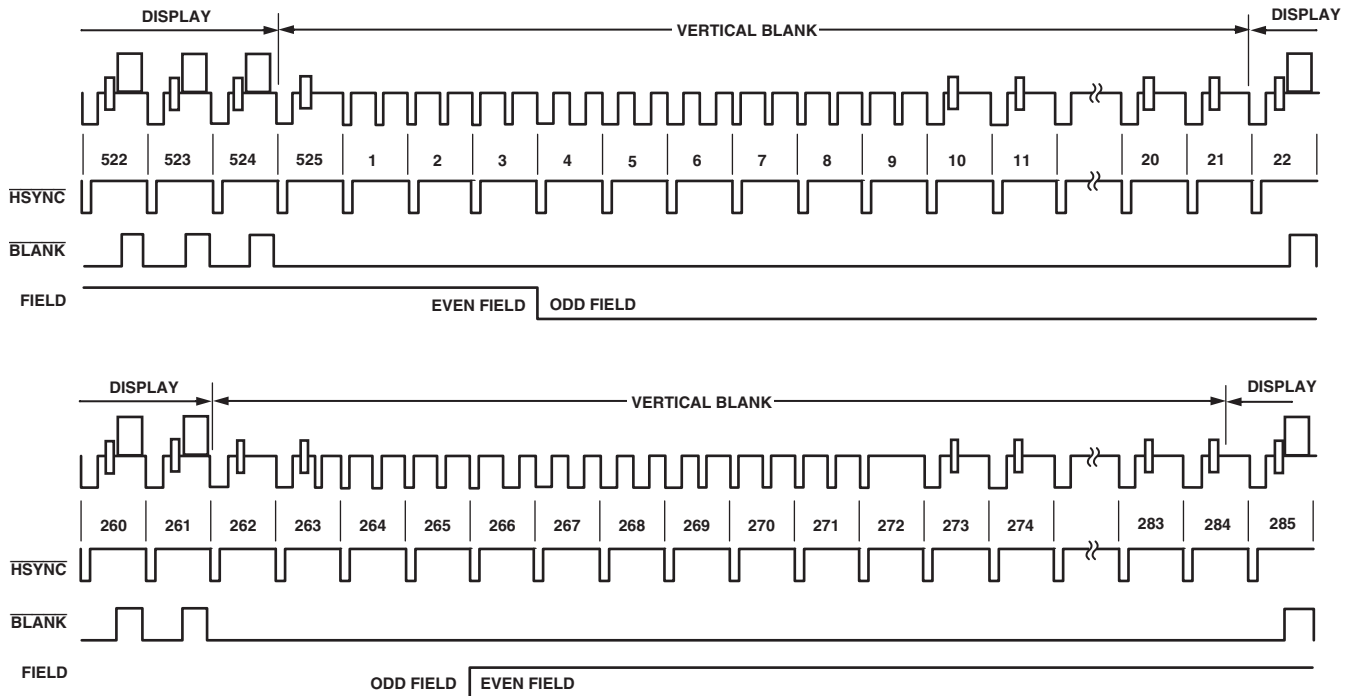 DISPLAY VERTICAL BLANK DISPLAY
522 523 524 525 1 2 3 4 5 6 7 8 9 10 11 20 21 22
HSYNC
BLANK
FIELD EVEN FIELD ODD FIELD
DISPLAY VERTICAL BLANK DISPLAY
260 261 262 263 264 265 266 267 268 269 270 271 272 273 274 283 284 285
HSYNC
BLANK
FIELD ODD FIELD EVEN FIELD